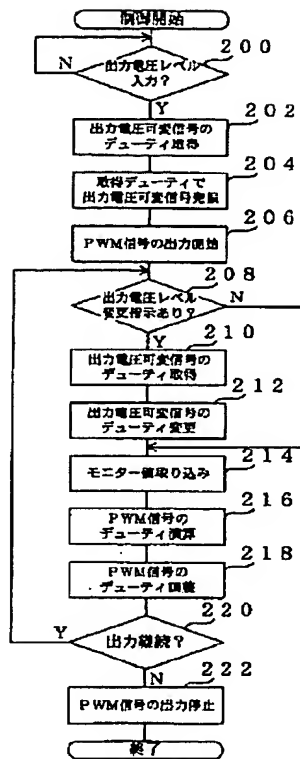 制御開始
200
出力電圧レベル
入力?
N
Y
202
出力電圧可変信号の
デューティ取得
204
取得デューティで
出力電圧可変信号発振
206
PWM信号の出力開始
208
出力電圧レベル
変更指示あり?
N
Y
210
出力電圧可変信号の
デューティ取得
212
出力電圧可変信号の
デューティ変更
214
モニター値取り込み
216
PWM信号の
デューティ演算
218
PWM信号の
デューティ調整
220
出力継続?
Y
N
222
PWM信号の出力停止
終了